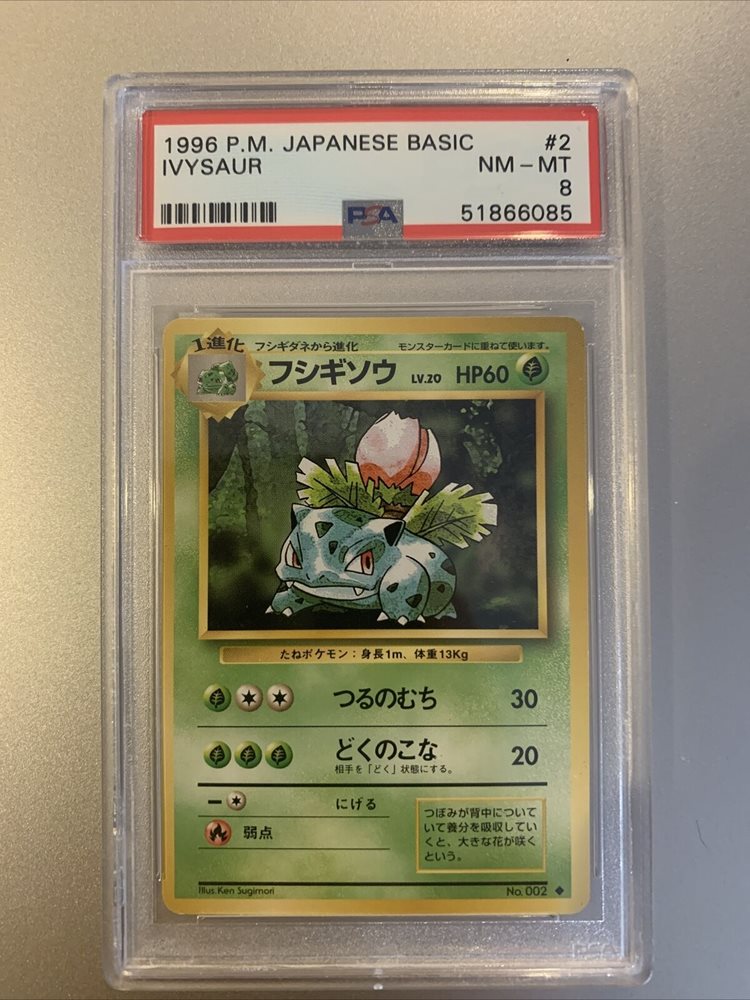 1996 P.M. JAPANESE BASIC #2
IVYSAUR NM - MT
8
PSA 51866085
1進化 フシギダネから進化 モンスターカードに重ねて使います。
フシギソウ LV.20 HP60
たねポケモン：身長1m、体重13Kg
つるのむち 30
どくのこな 20
相手を「どく」状態にする。
にげる
弱点
つぼみが背中について
いて養分を吸収してい
くと、大きな花が咲く
という。
Illus.Ken Sugimori No. 002 ◆
PSA